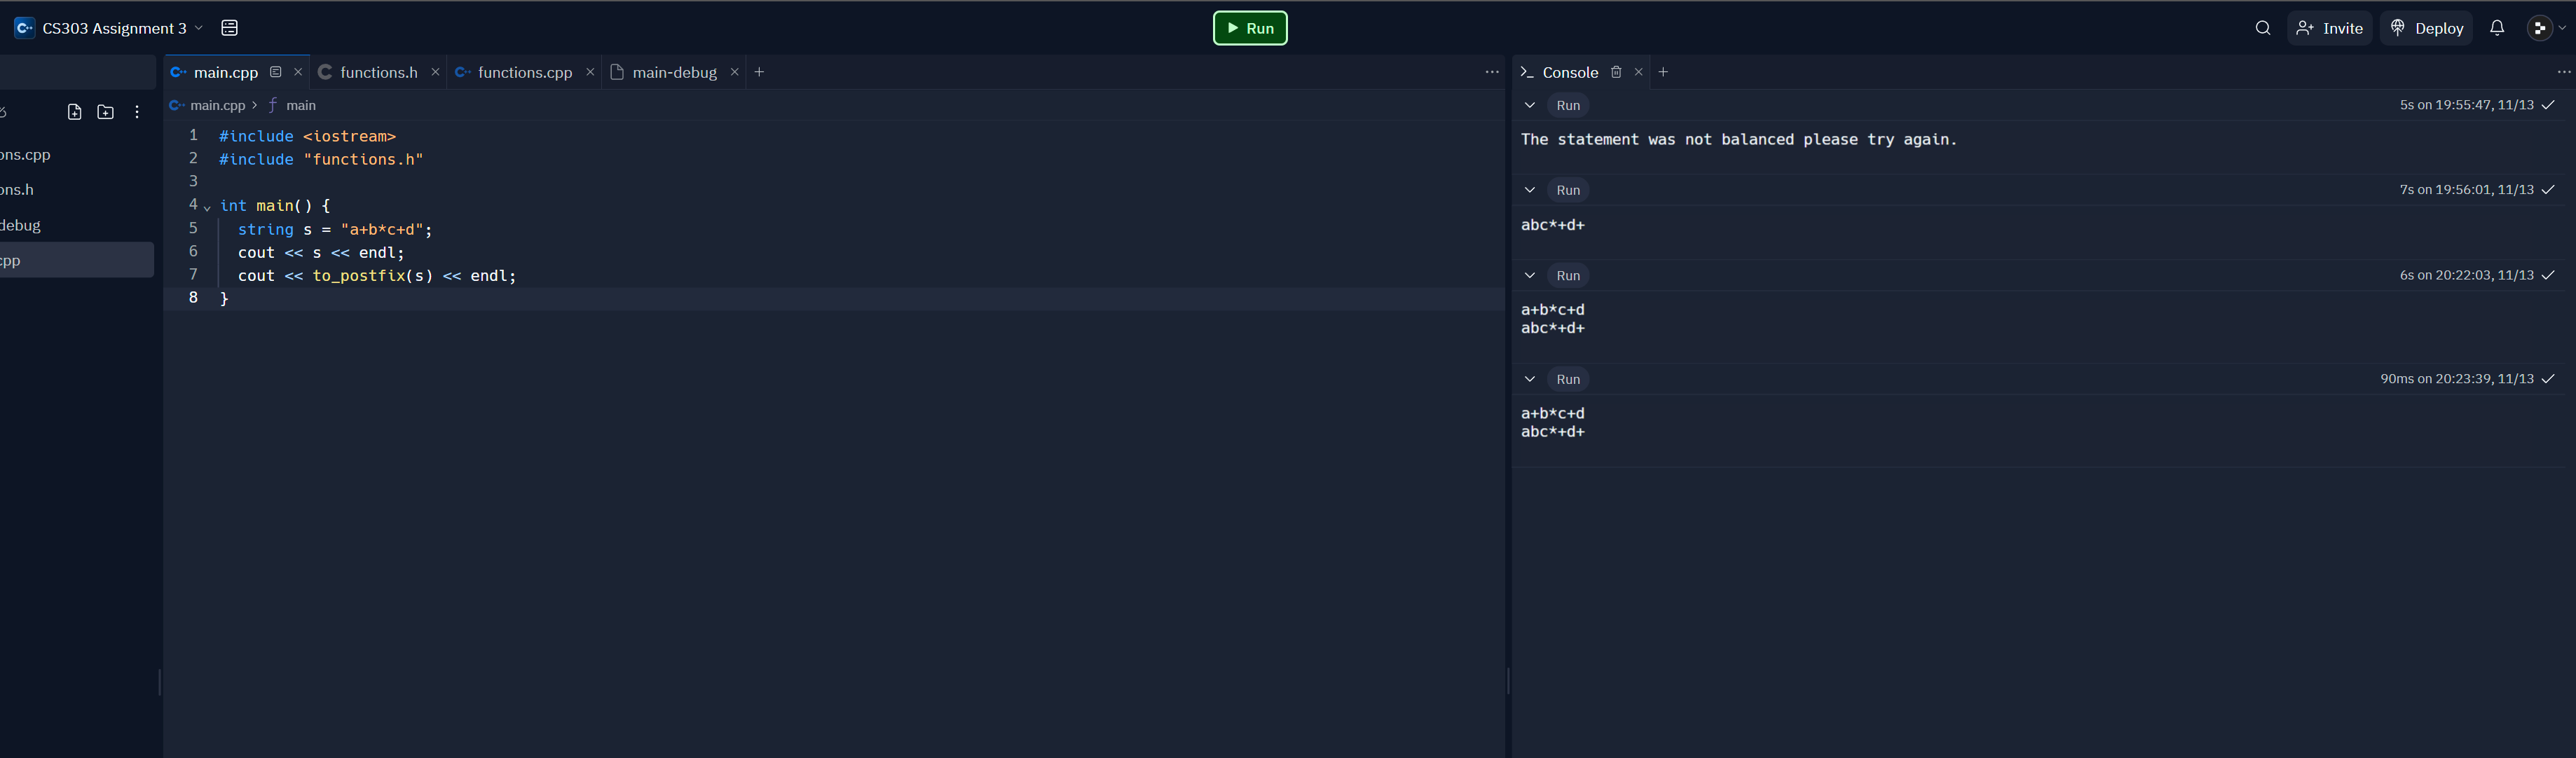 CS303 Assignment 3
Run
Invite
Deploy
main.cpp
functions.h
functions.cpp
main-debug
main.cpp > main
ons.cpp
ons.h
debug
cpp
1 #include <iostream>
2 #include "functions.h"
3
4 int main() {
5 string s = "a+b*c+d";
6 cout << s << endl;
7 cout << to_postfix(s) << endl;
8 }
Console
Run 5s on 19:55:47, 11/13
The statement was not balanced please try again.
Run 7s on 19:56:01, 11/13
abc*+d+
Run 6s on 20:22:03, 11/13
a+b*c+d
abc*+d+
Run 90ms on 20:23:39, 11/13
a+b*c+d
abc*+d+